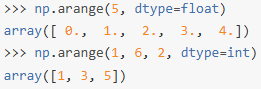 >>> np.arange(5, dtype=float)
array([ 0.,  1.,  2.,  3.,  4.])
>>> np.arange(1, 6, 2, dtype=int)
array([1, 3, 5])